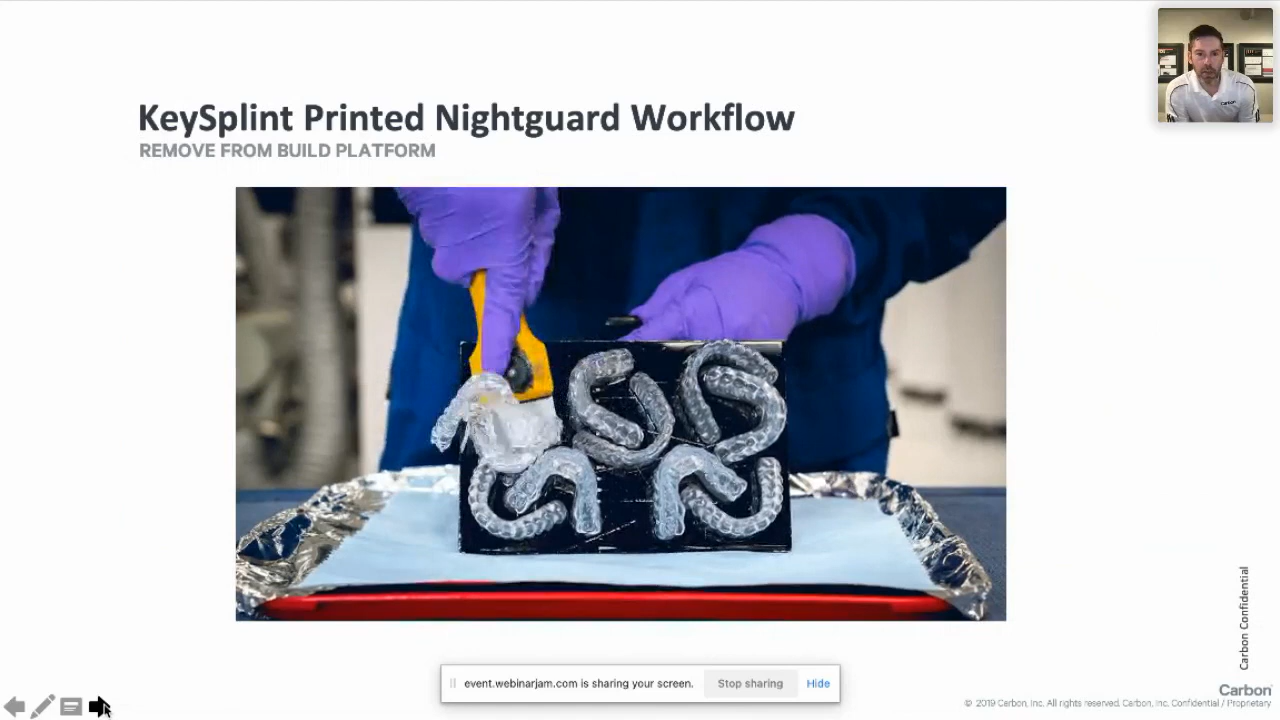 KeySplint Printed Nightguard Workflow
REMOVE FROM BUILD PLATFORM
Carbon Confidential
event.webinarjam.com is sharing your screen.
Stop sharing
Hide
Carbon
© 2019 Carbon, Inc. All rights reserved. Carbon, Inc. Confidential / Proprietary